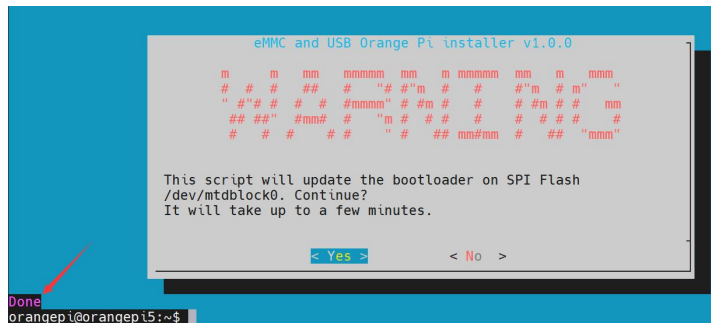 eMMC and USB Orange Pi installer v1.0.0
WARNING
This script will update the bootloader on SPI Flash
/dev/mtdblock0. Continue?
It will take up to a few minutes.
< Yes > < No >
Done
orangepi@orangepi5:~$